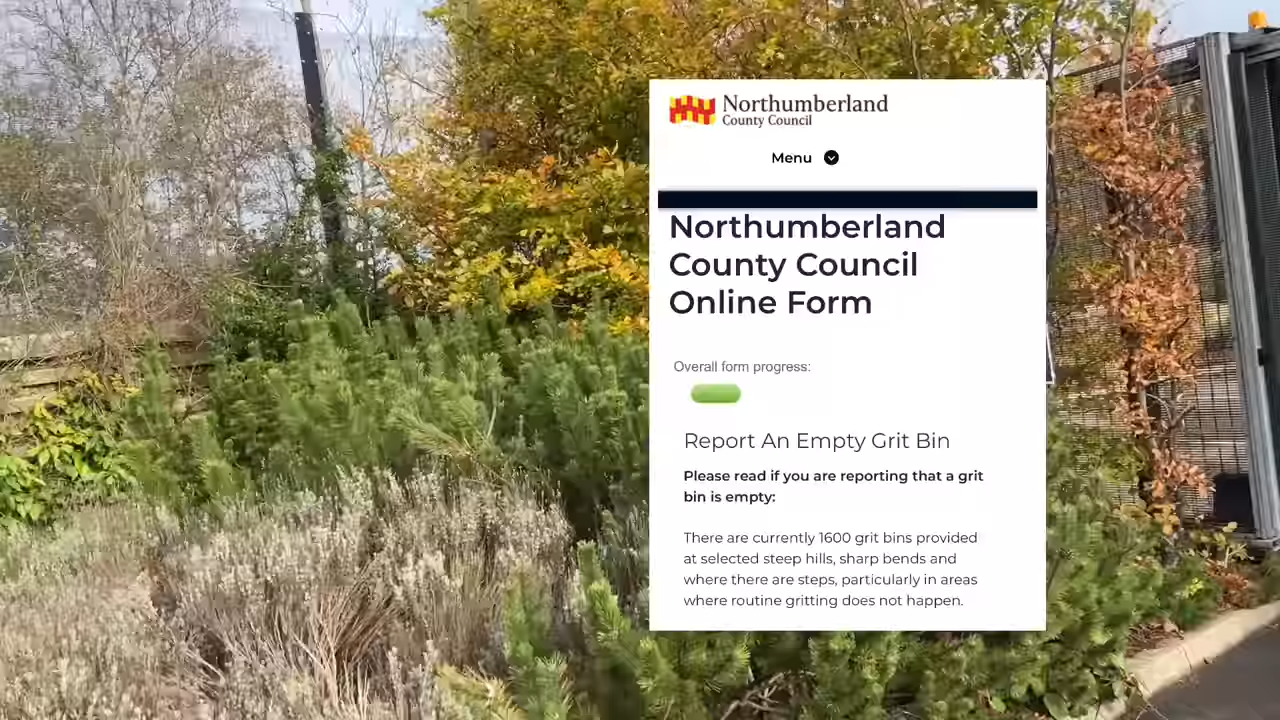 Northumberland
County Council
Menu
Northumberland
County Council
Online Form
Overall form progress:
Report An Empty Grit Bin
Please read if you are reporting that a grit
bin is empty:
There are currently 1600 grit bins provided
at selected steep hills, sharp bends and
where there are steps, particularly in areas
where routine gritting does not happen.